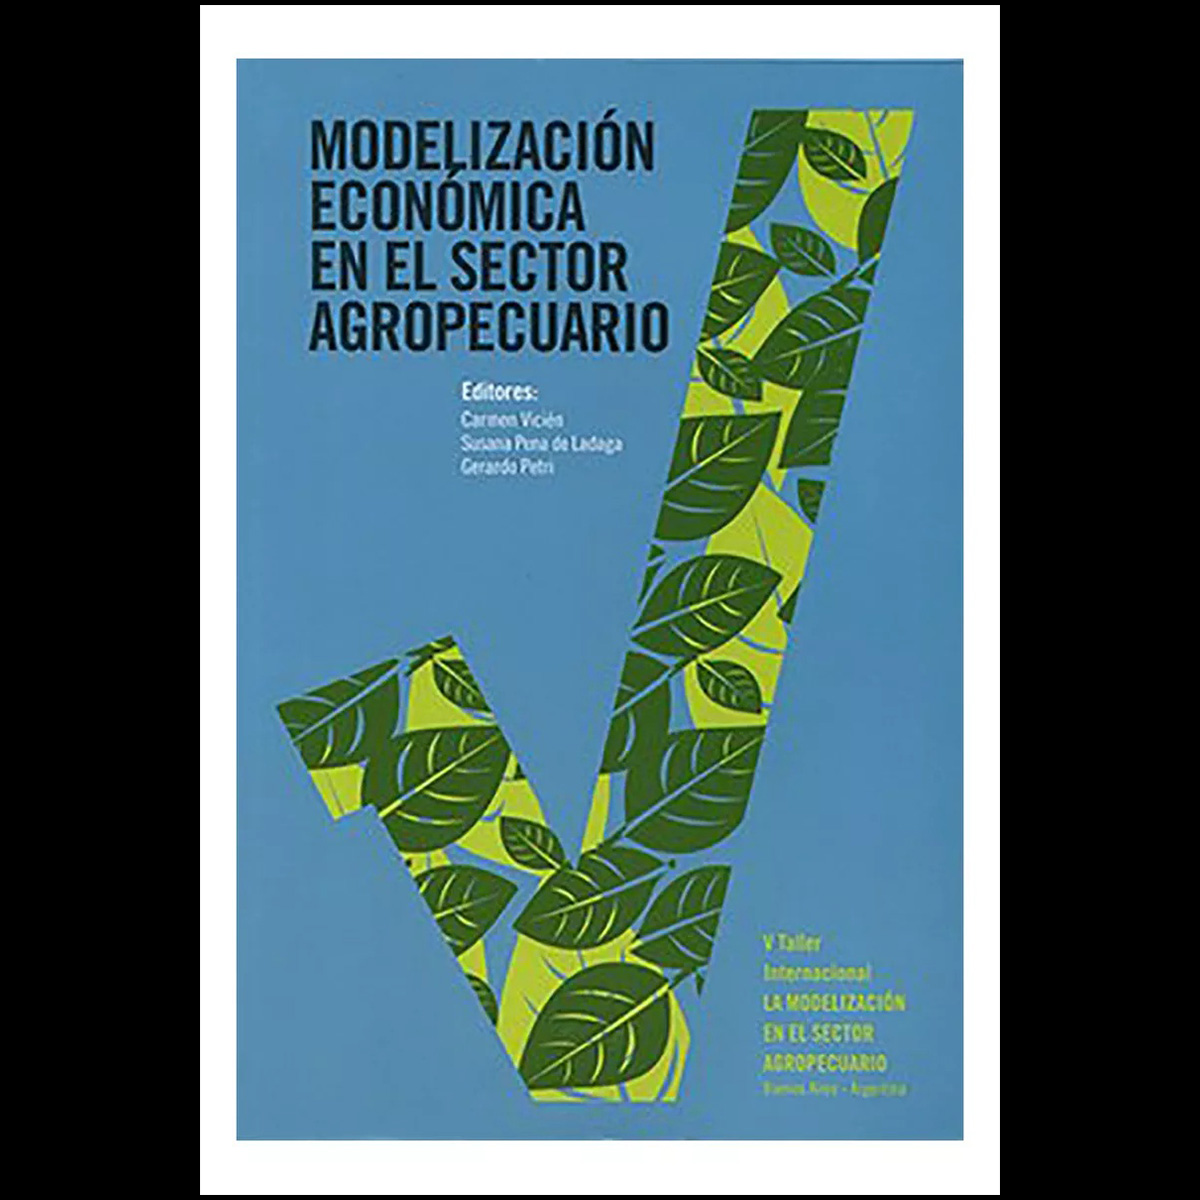 MODELIZACIÓN
ECONÓMICA
EN EL SECTOR
AGROPECUARIO
Editores:
Carmen Vicién
Susana Pena de Ladaga
Gerardo Petri
V Taller
Internacional
LA MODELIZACIÓN
EN EL SECTOR
AGROPECUARIO
Buenos Aires - Argentina